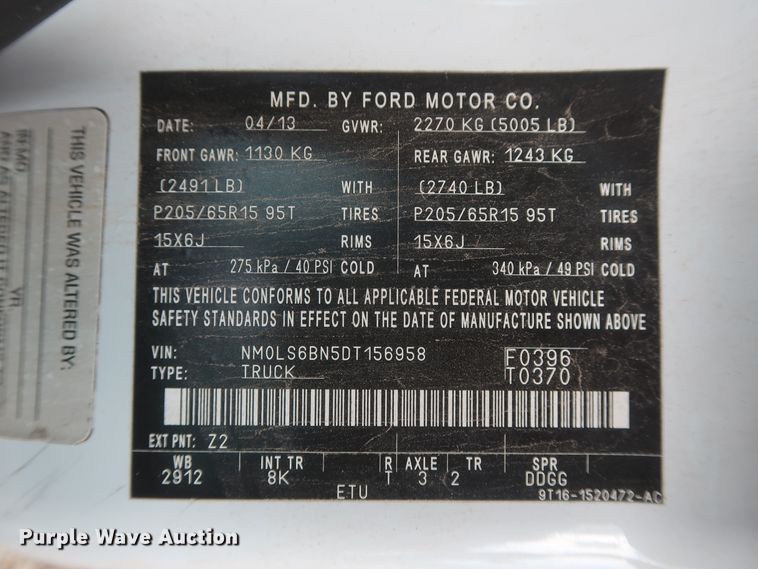 MFD. BY FORD MOTOR CO.
DATE: 04/13 GVWR: 2270 KG (5005 LB)
FRONT GAWR: 1130 KG REAR GAWR: 1243 KG
(2491 LB) WITH (2740 LB) WITH
P205/65R15 95T TIRES P205/65R15 95T TIRES
15X6J RIMS 15X6J RIMS
AT 275 kPa / 40 PSI COLD AT 340 kPa / 49 PSI COLD
THIS VEHICLE CONFORMS TO ALL APPLICABLE FEDERAL MOTOR VEHICLE
SAFETY STANDARDS IN EFFECT ON THE DATE OF MANUFACTURE SHOWN ABOVE
VIN: NM0LS6BN5DT156958 F0396
TYPE: TRUCK T0370
EXT PNT: Z2
WB INT TR R AXLE TR SPR
2912 8K T 3 2 DDGG
ETU 9T16-1520472-AC
THIS VEHICLE WAS ALTERED BY:
YR
Purple Wave Auction